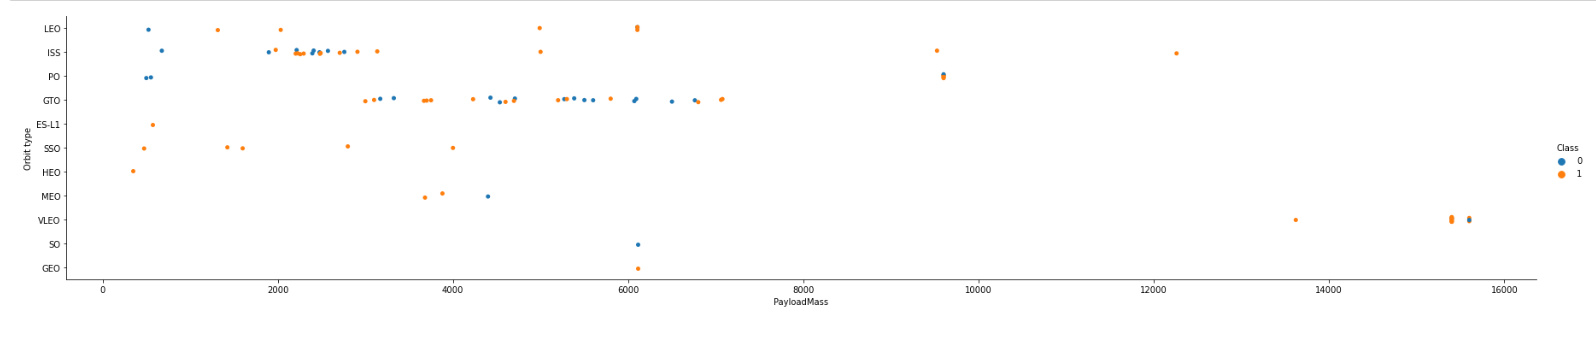 LEO
ISS
PO
GTO
ES-L1
SSO
HEO
MEO
VLEO
SO
GEO
Orbit type
0 2000 4000 6000 8000 10000 12000 14000 16000
PayloadMass
Class
0
1